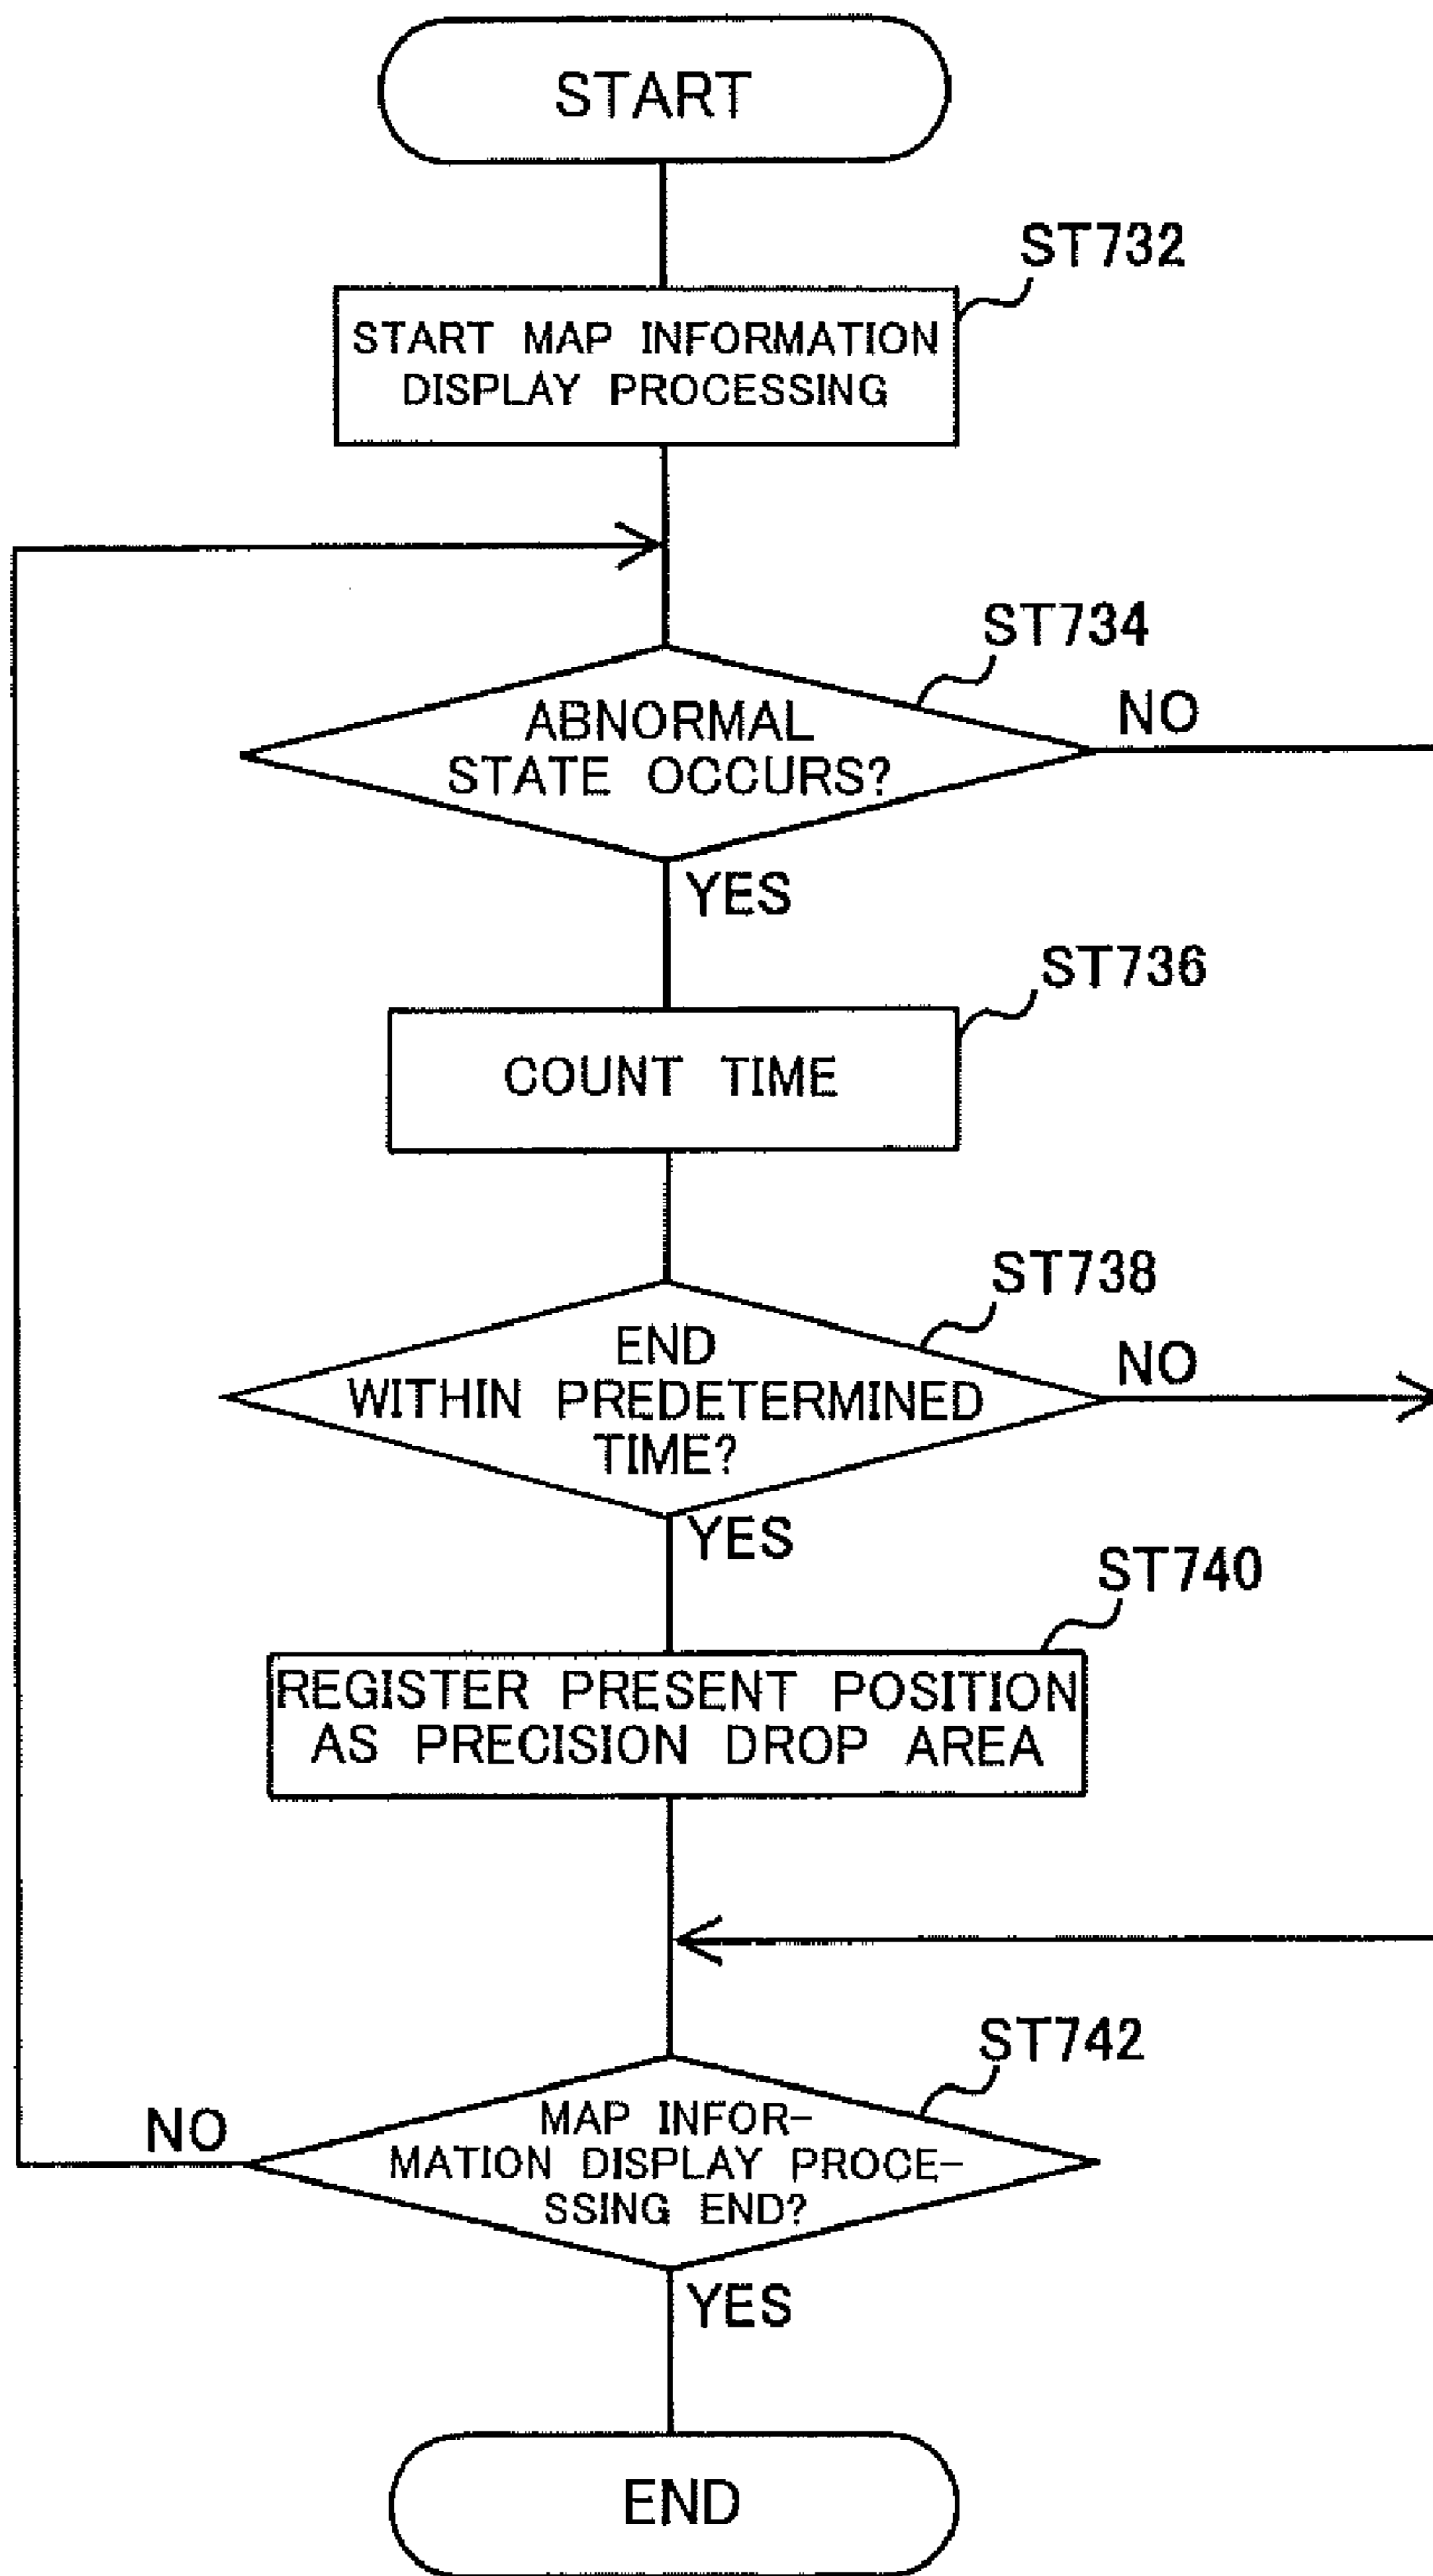 START
ST732
START MAP INFORMATION
DISPLAY PROCESSING
ST734
ABNORMAL
STATE OCCURS?
NO
YES
ST736
COUNT TIME
ST738
END
WITHIN PREDETERMINED
TIME?
NO
YES
ST740
REGISTER PRESENT POSITION
AS PRECISION DROP AREA
ST742
MAP INFOR-
MATION DISPLAY PROCE-
SSING END?
NO
YES
END